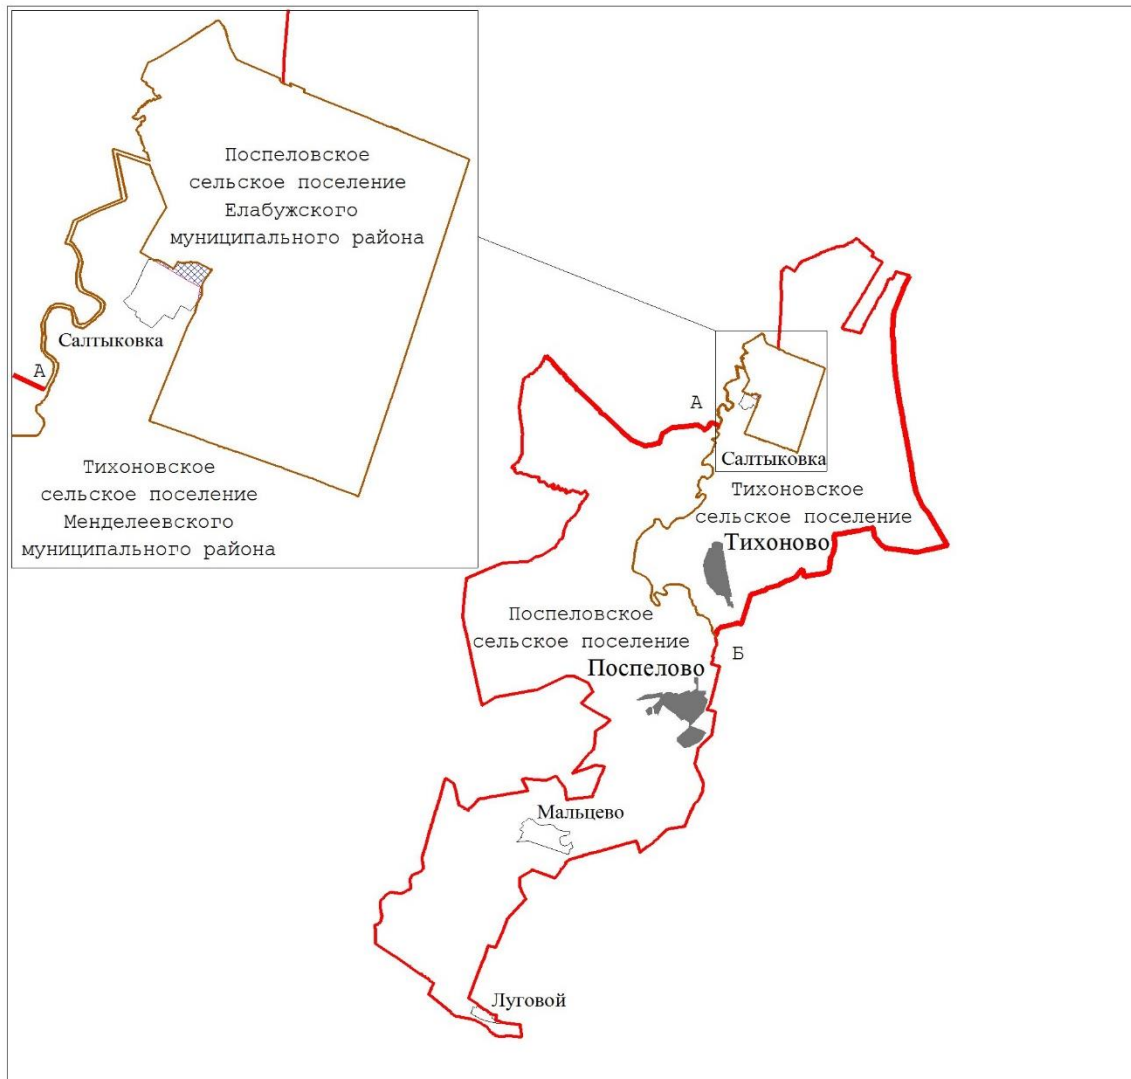 Поспеловское
сельское поселение
Елабужского
муниципального района
Салтыковка
А
Тихоновское
сельское поселение
Менделеевского
муниципального района
А
Салтыковка
Тихоновское
сельское поселение
Тихоново
Поспеловское
сельское поселение
Б
Поспелово
Мальцево
Луговой